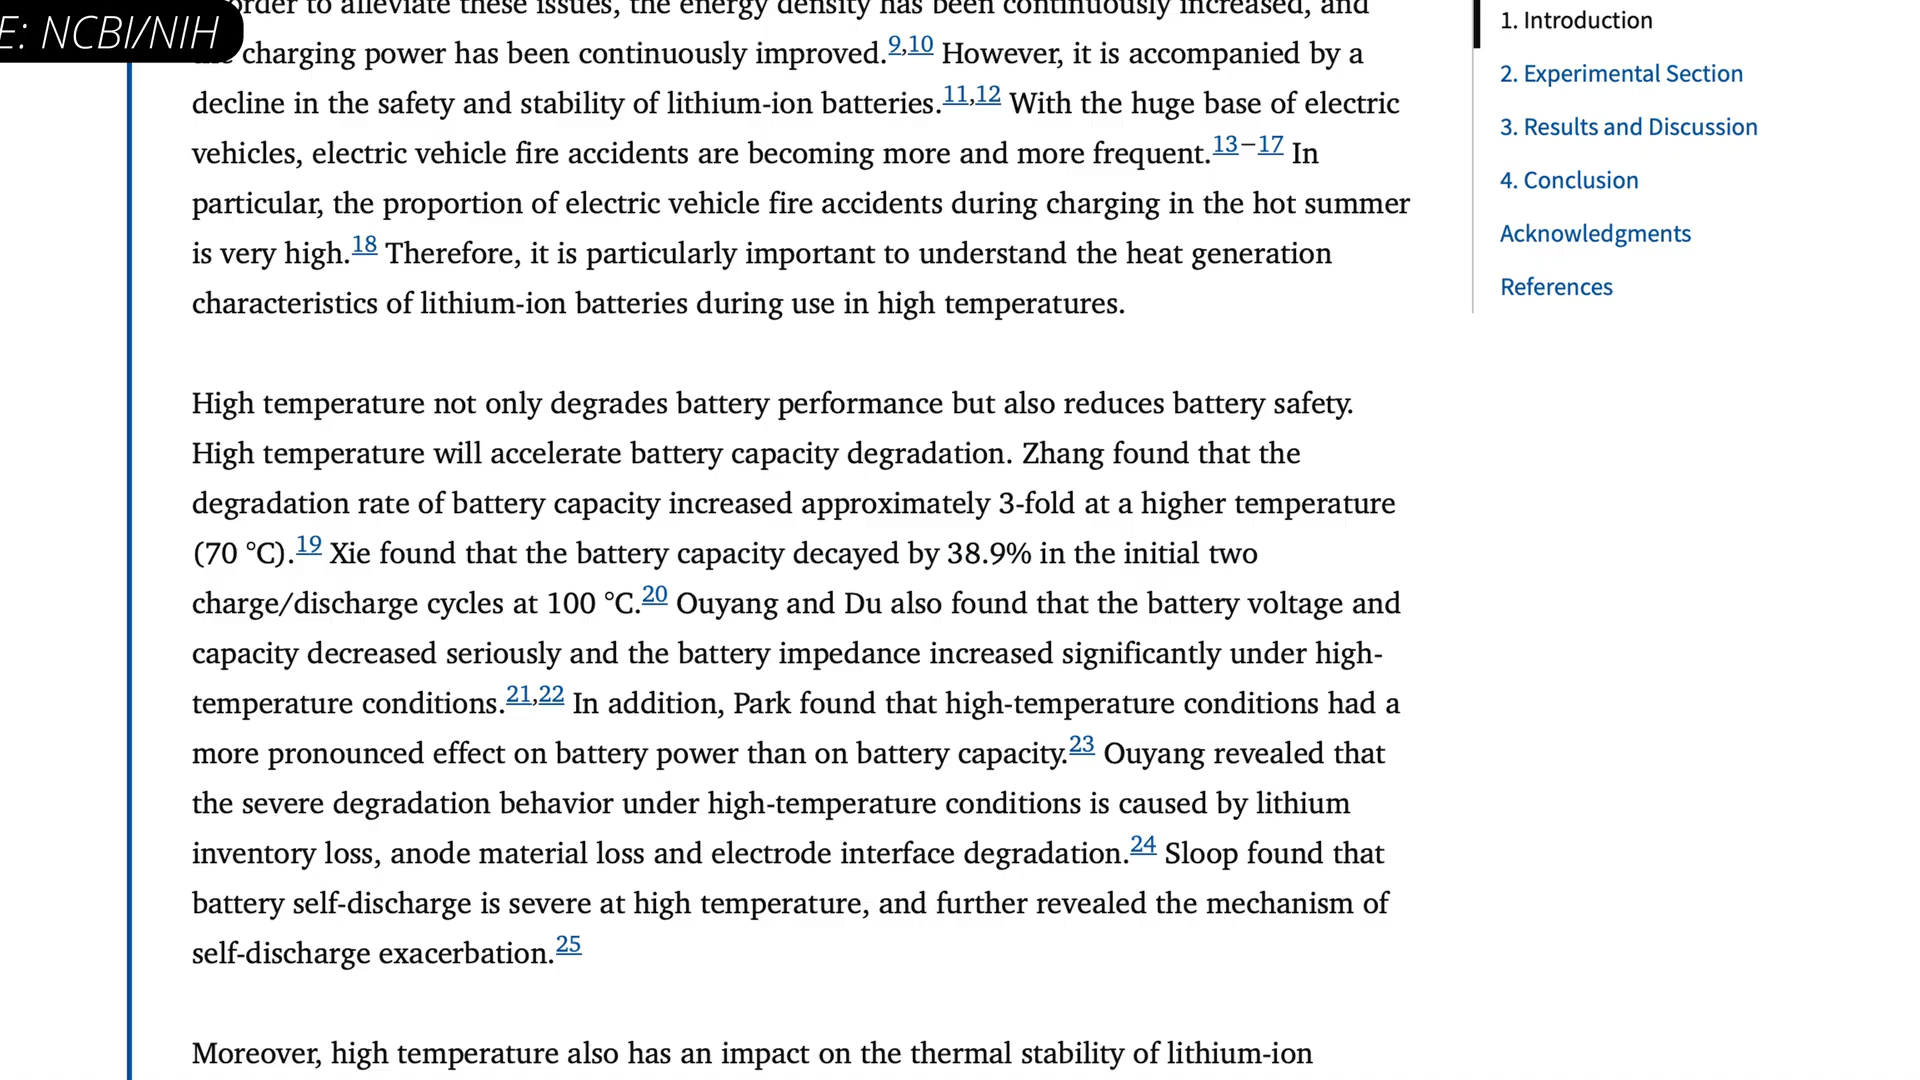 order to alleviate these issues, the energy density has been continuously increased, and
E: NCBI/NIH
charging power has been continuously improved.9,10 However, it is accompanied by a
decline in the safety and stability of lithium-ion batteries.11,12 With the huge base of electric
vehicles, electric vehicle fire accidents are becoming more and more frequent.13−17 In
particular, the proportion of electric vehicle fire accidents during charging in the hot summer
is very high.18 Therefore, it is particularly important to understand the heat generation
characteristics of lithium-ion batteries during use in high temperatures.
High temperature not only degrades battery performance but also reduces battery safety.
High temperature will accelerate battery capacity degradation. Zhang found that the
degradation rate of battery capacity increased approximately 3-fold at a higher temperature
(70 °C).19 Xie found that the battery capacity decayed by 38.9% in the initial two
charge/discharge cycles at 100 °C.20 Ouyang and Du also found that the battery voltage and
capacity decreased seriously and the battery impedance increased significantly under high-
temperature conditions.21,22 In addition, Park found that high-temperature conditions had a
more pronounced effect on battery power than on battery capacity.23 Ouyang revealed that
the severe degradation behavior under high-temperature conditions is caused by lithium
inventory loss, anode material loss and electrode interface degradation.24 Sloop found that
battery self-discharge is severe at high temperature, and further revealed the mechanism of
self-discharge exacerbation.25
Moreover, high temperature also has an impact on the thermal stability of lithium-ion
1. Introduction
2. Experimental Section
3. Results and Discussion
4. Conclusion
Acknowledgments
References